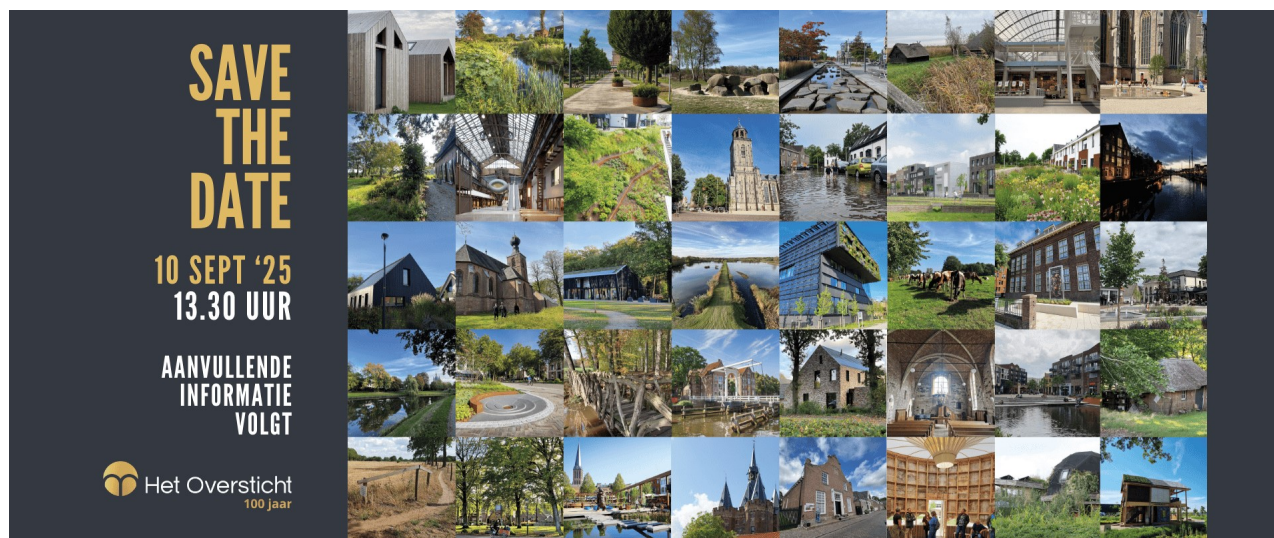 SAVE
THE
DATE
10 SEPT ‘25
13.30 UUR
AANVULLENDE
INFORMATIE
VOLGT
Het Oversticht
100 jaar